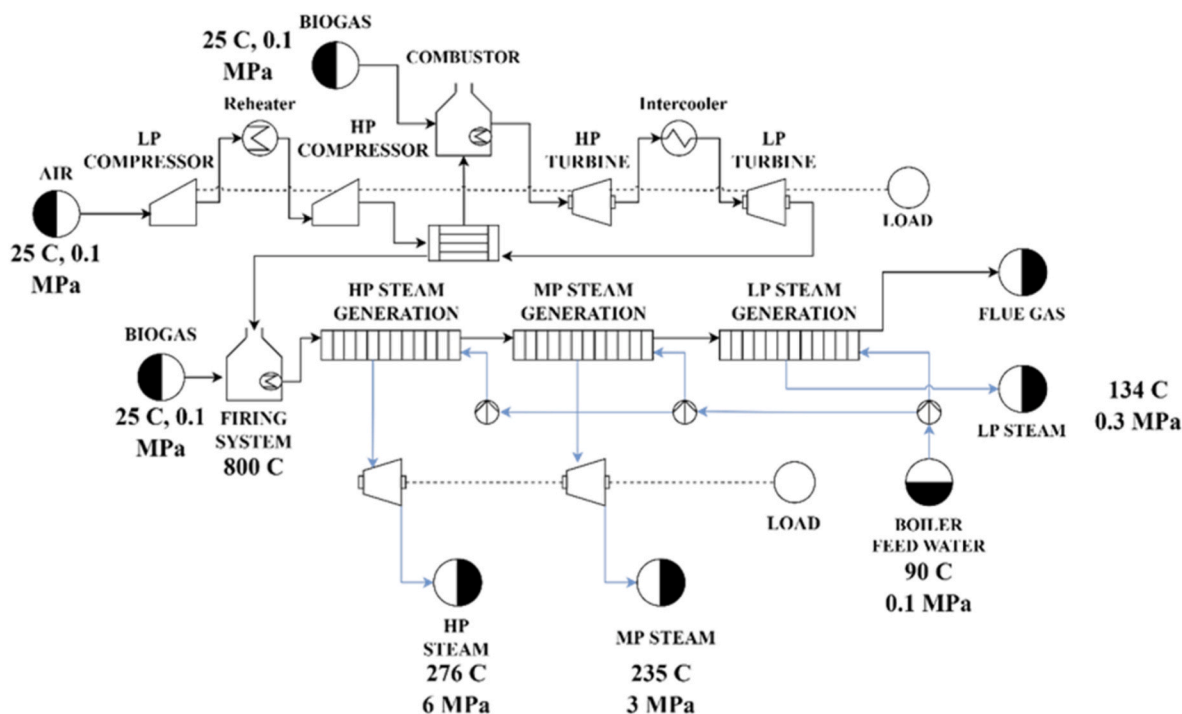 BIOGAS
25 C, 0.1
MPa
COMBUSTOR
Reheater
Intercooler
LP
COMPRESSOR
HP
COMPRESSOR
HP
TURBINE
LP
TURBINE
AIR
25 C, 0.1
MPa
LOAD
HP STEAM
GENERATION
MP STEAM
GENERATION
LP STEAM
GENERATION
FLUE GAS
BIOGAS
25 C, 0.1
MPa
FIRING
SYSTEM
800 C
LP STEAM
134 C
0.3 MPa
LOAD
BOILER
FEED WATER
90 C
0.1 MPa
HP
STEAM
276 C
6 MPa
MP STEAM
235 C
3 MPa